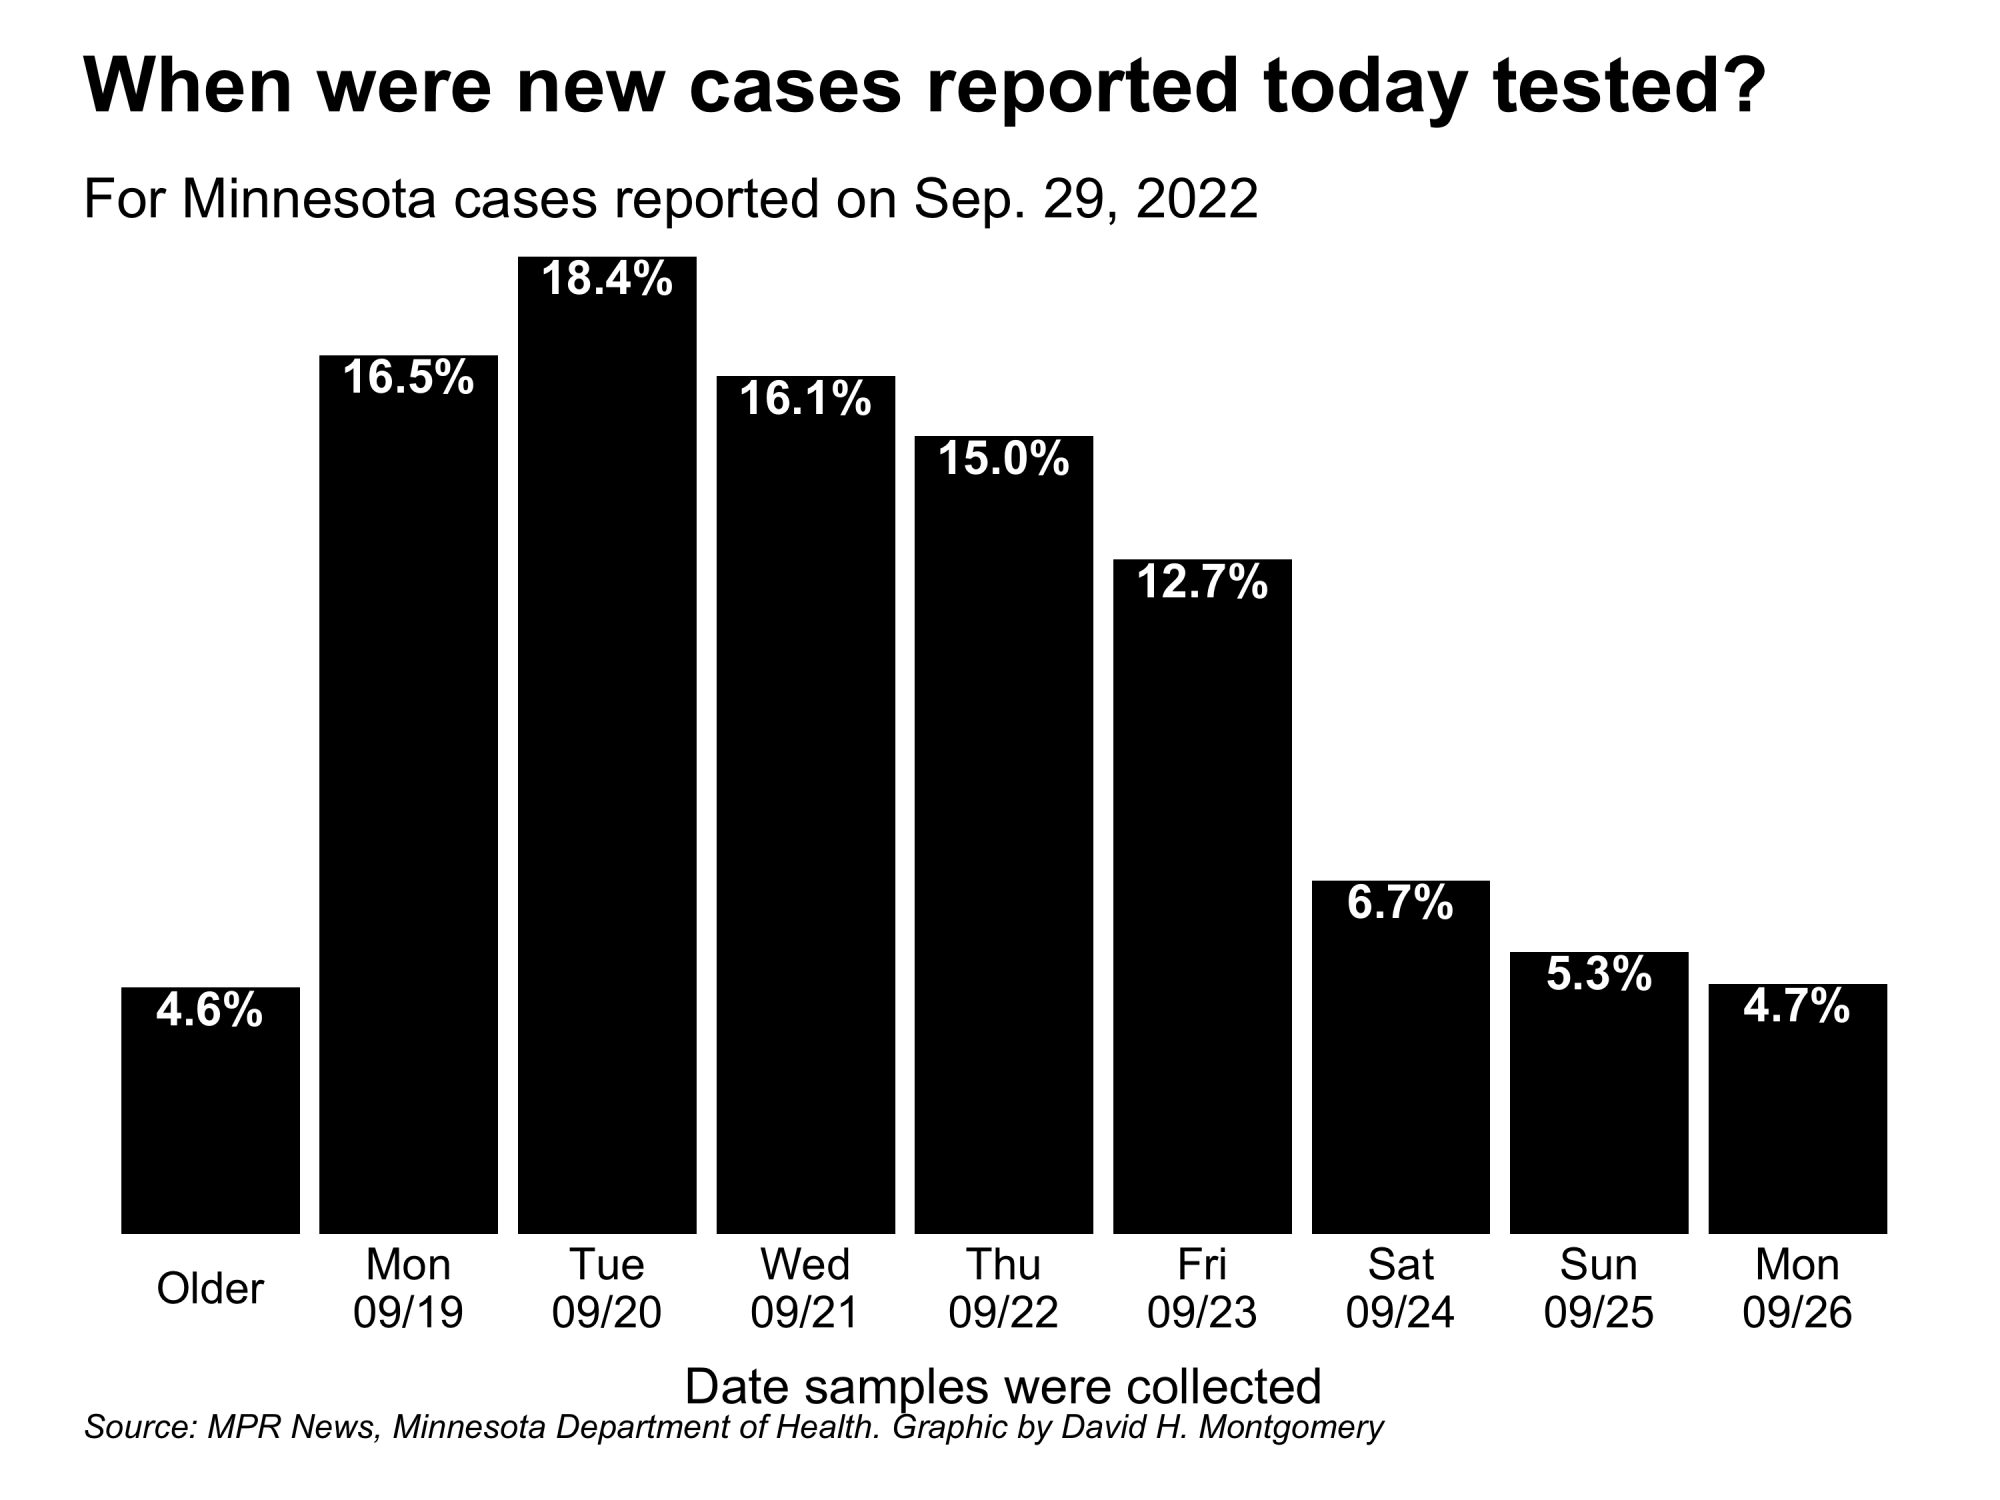 When were new cases reported today tested?
For Minnesota cases reported on Sep. 29, 2022
18.4%
16.5%
16.1%
15.0%
12.7%
6.7%
5.3%
4.6%
4.7%
Older
Mon
09/19
Tue
09/20
Wed
09/21
Thu
09/22
Fri
09/23
Sat
09/24
Sun
09/25
Mon
09/26
Date samples were collected
Source: MPR News, Minnesota Department of Health. Graphic by David H. Montgomery